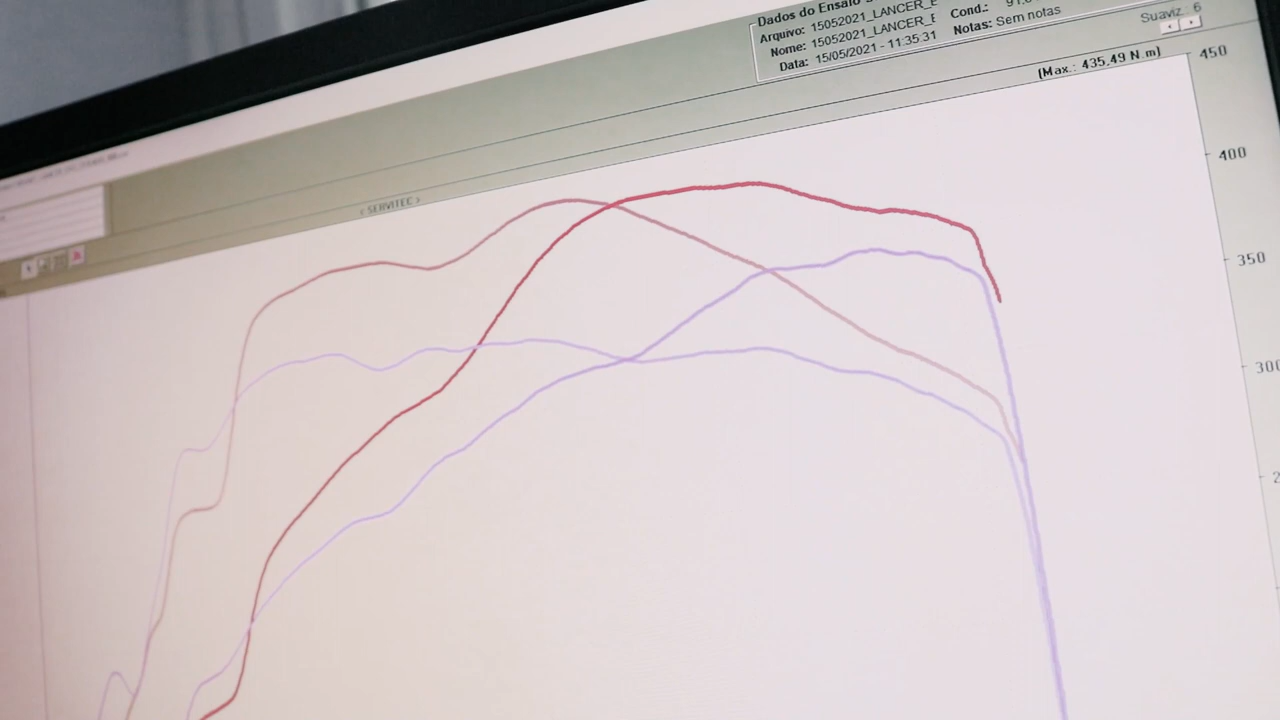 Dados do Ensaio
Arquivo: 15052021_LANCER_E
Nome: 15052021_LANCER_E
Data: 15/05/2021 - 11:35.31
Cond.:
Notas: Sem notas
Suaviz.: 6
(Max.: 435,49 N.m)
450
400
< SERVITEC >
350
300